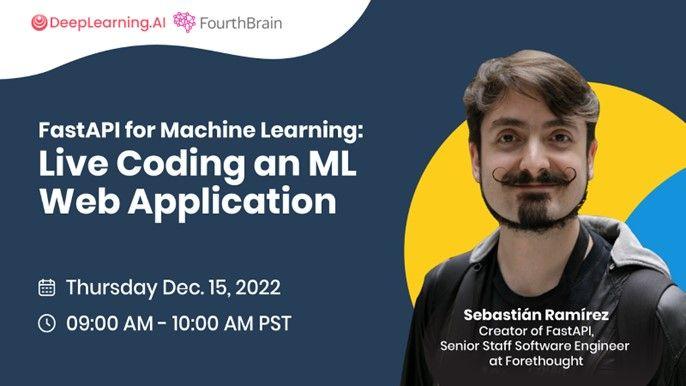 DeepLearning.AI FourthBrain
FastAPI for Machine Learning:
Live Coding an ML
Web Application
Thursday Dec. 15, 2022
09:00 AM - 10:00 AM PST
Sebastián Ramírez
Creator of FastAPI,
Senior Staff Software Engineer
at Forethought